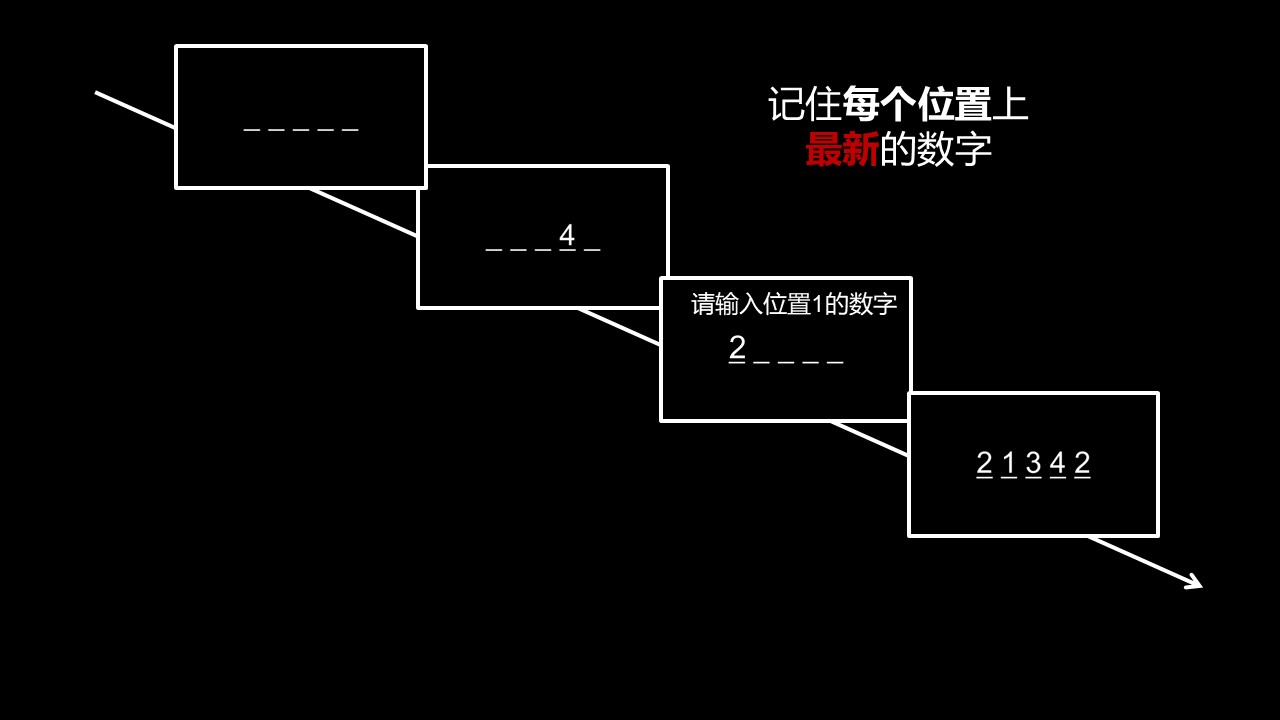 记住每个位置上
最新的数字
_ _ _ _ _
_ _ _ 4 _
请输入位置1的数字
2 _ _ _ _
2 1 3 4 2